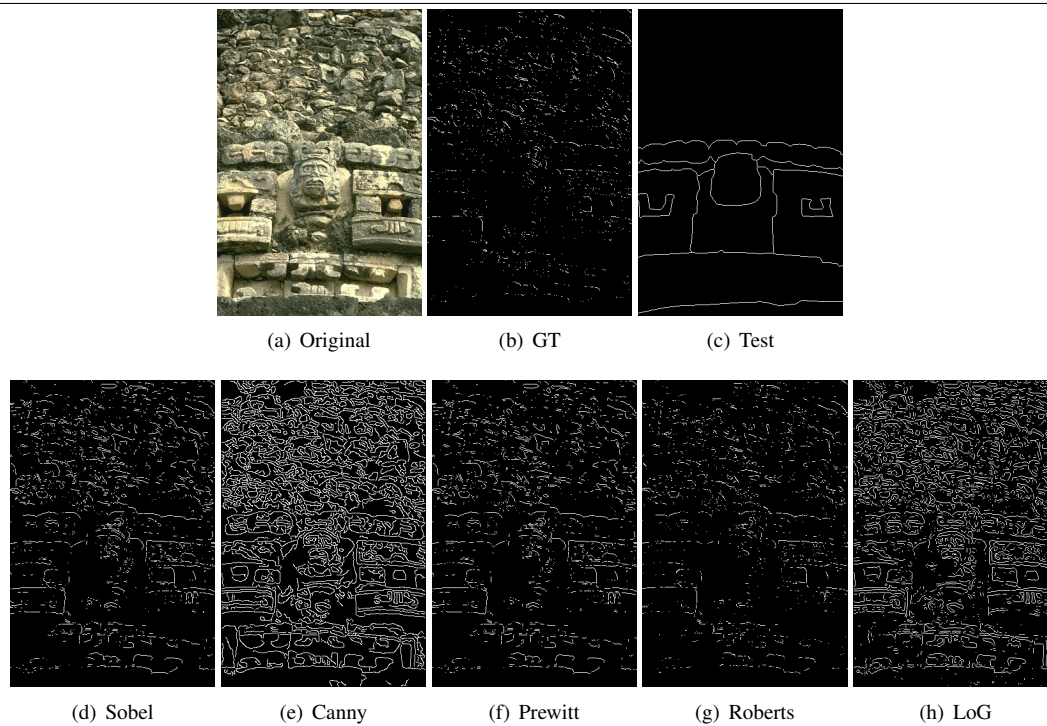 (a) Original
(b) GT
(c) Test
(d) Sobel
(e) Canny
(f) Prewitt
(g) Roberts
(h) LoG